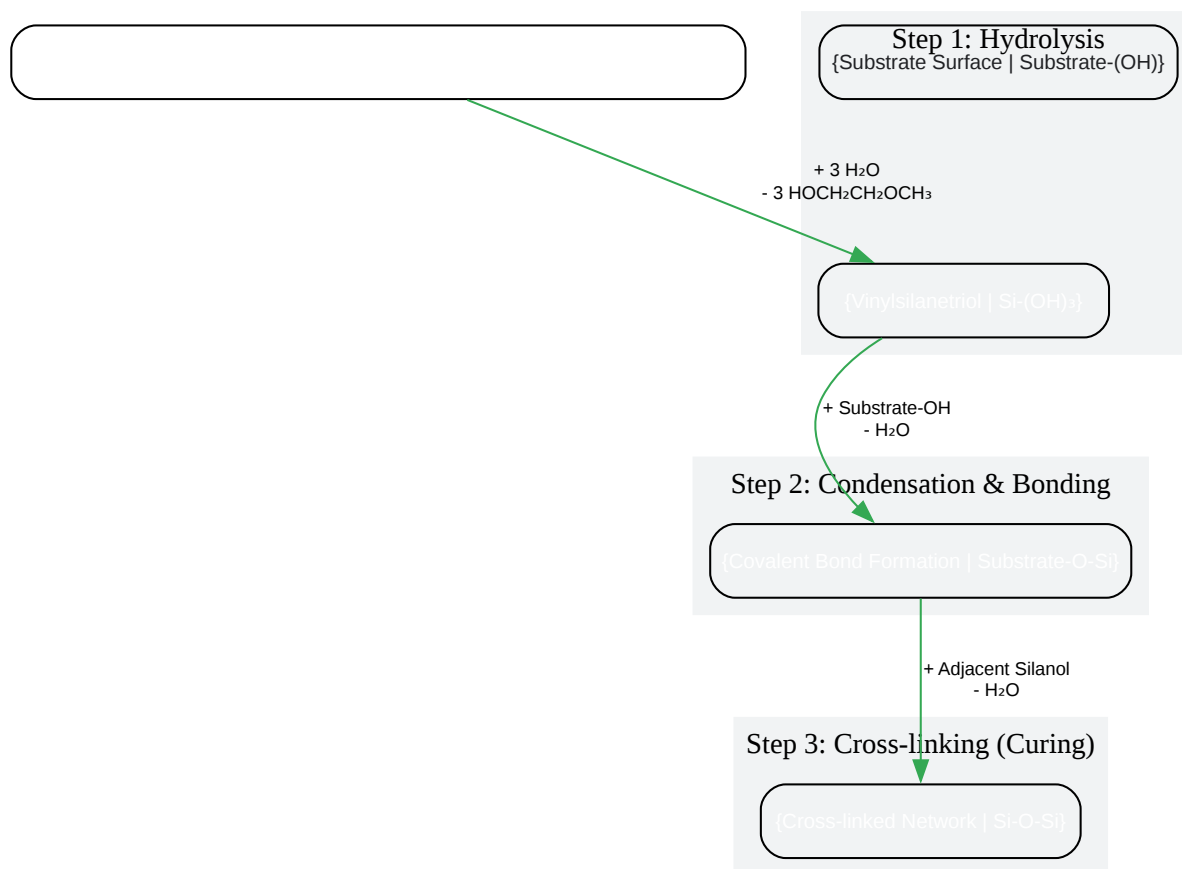 Step 1: Hydrolysis
{Substrate Surface | Substrate-(OH)}
+ 3 H₂O
- 3 HOCH₂CH₂OCH₃
{Vinylsilanetriol | Si-(OH)₃}
+ Substrate-OH
- H₂O
Step 2: Condensation & Bonding
{Covalent Bond Formation | Substrate-O-Si}
+ Adjacent Silanol
- H₂O
Step 3: Cross-linking (Curing)
{Cross-linked Network | Si-O-Si}